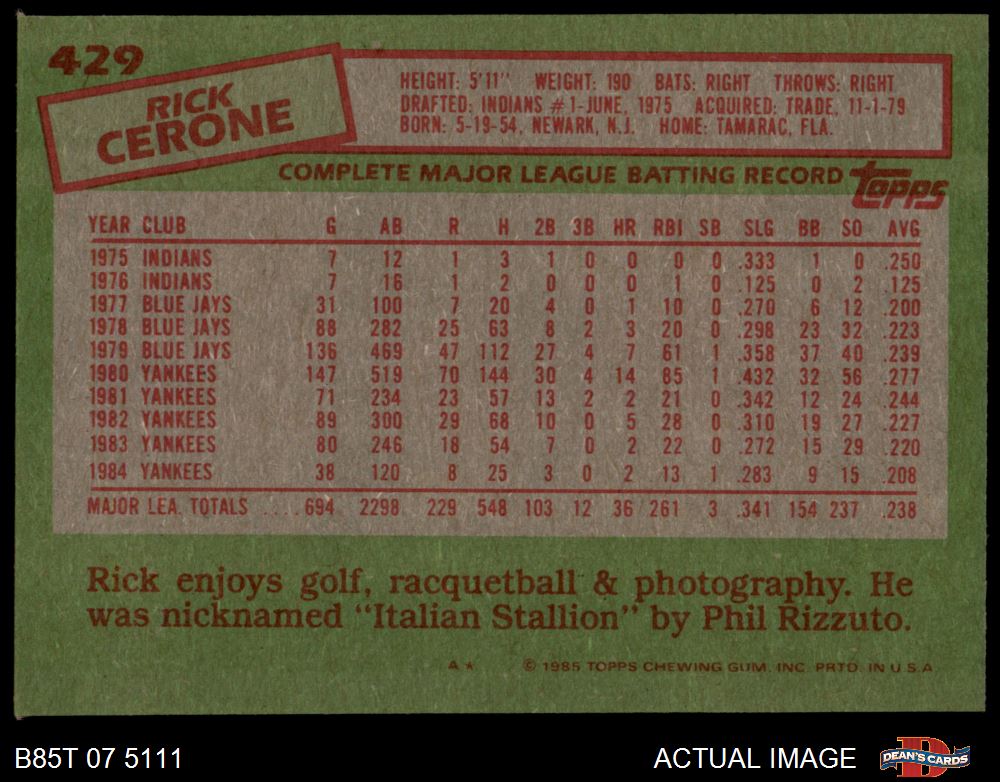 429
RICK
CERONE
HEIGHT: 5'11" WEIGHT: 190 BATS: RIGHT THROWS: RIGHT
DRAFTED: INDIANS #1-JUNE, 1975 ACQUIRED: TRADE, 11-1-79
BORN: 5-19-54, NEWARK, N.J. HOME: TAMARAC, FLA.
COMPLETE MAJOR LEAGUE BATTING RECORD topps
YEAR CLUB G AB R H 2B 3B HR RBI SB SLG BB SO AVG
1975 INDIANS 7 12 1 3 1 0 0 0 0 .333 1 0 .250
1976 INDIANS 7 16 1 2 0 0 0 1 0 .125 0 2 .125
1977 BLUE JAYS 31 100 7 20 4 0 1 10 0 .270 6 12 .200
1978 BLUE JAYS 88 282 25 63 8 2 3 20 0 .298 23 32 .223
1979 BLUE JAYS 136 469 47 112 27 4 7 61 1 .358 37 40 .239
1980 YANKEES 147 519 70 144 30 4 14 85 1 .432 32 56 .277
1981 YANKEES 71 234 23 57 13 2 2 21 0 .342 12 24 .244
1982 YANKEES 89 300 29 68 10 0 5 28 0 .310 19 27 .227
1983 YANKEES 80 246 18 54 7 0 2 22 0 .272 15 29 .220
1984 YANKEES 38 120 8 25 3 0 2 13 1 .283 9 15 .208
MAJOR LEA. TOTALS ....694 2298 229 548 103 12 36 261 3 .341 154 237 .238
Rick enjoys golf, racquetball & photography. He
was nicknamed "Italian Stallion" by Phil Rizzuto.
A★ © 1985 TOPPS CHEWING GUM, INC. PRTD. IN U.S.A.
B85T 07 5111 ACTUAL IMAGE D DEAN'S CARDS